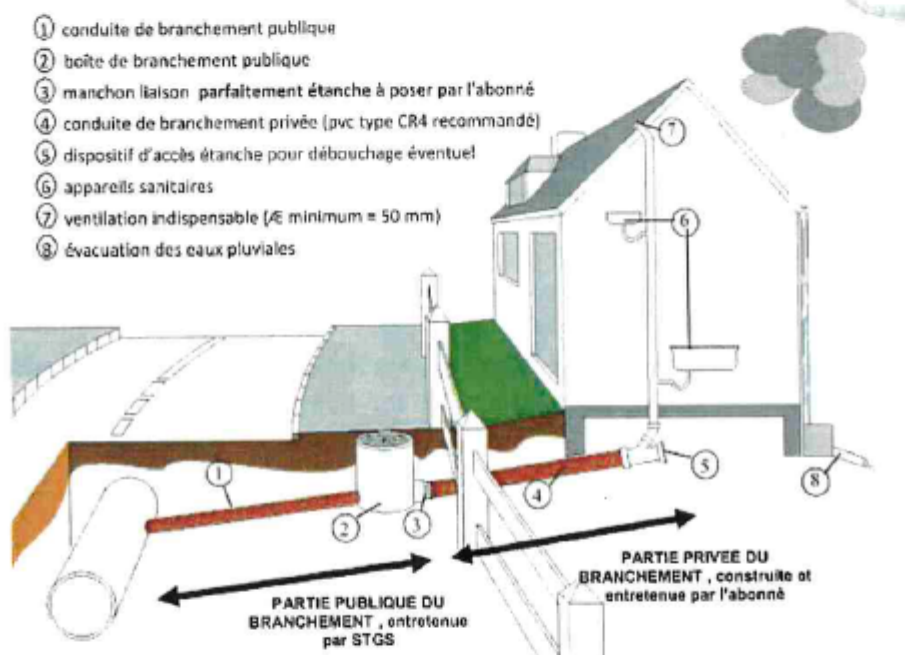 ① conduite de branchement publique
② boîte de branchement publique
③ manchon liaison parfaitement étanche à poser par l'abonné
④ conduite de branchement privée (pvc type CR4 recommandé)
⑤ dispositif d'accès étanche pour débouchage éventuel
⑥ appareils sanitaires
⑦ ventilation indispensable (Æ minimum = 50 mm)
⑧ évacuation des eaux pluviales
7
6
1
2
3
4
5
8
PARTIE PUBLIQUE DU
BRANCHEMENT , entretenue
par STGS
PARTIE PRIVEE DU
BRANCHEMENT , construite et
entretenue par l'abonné